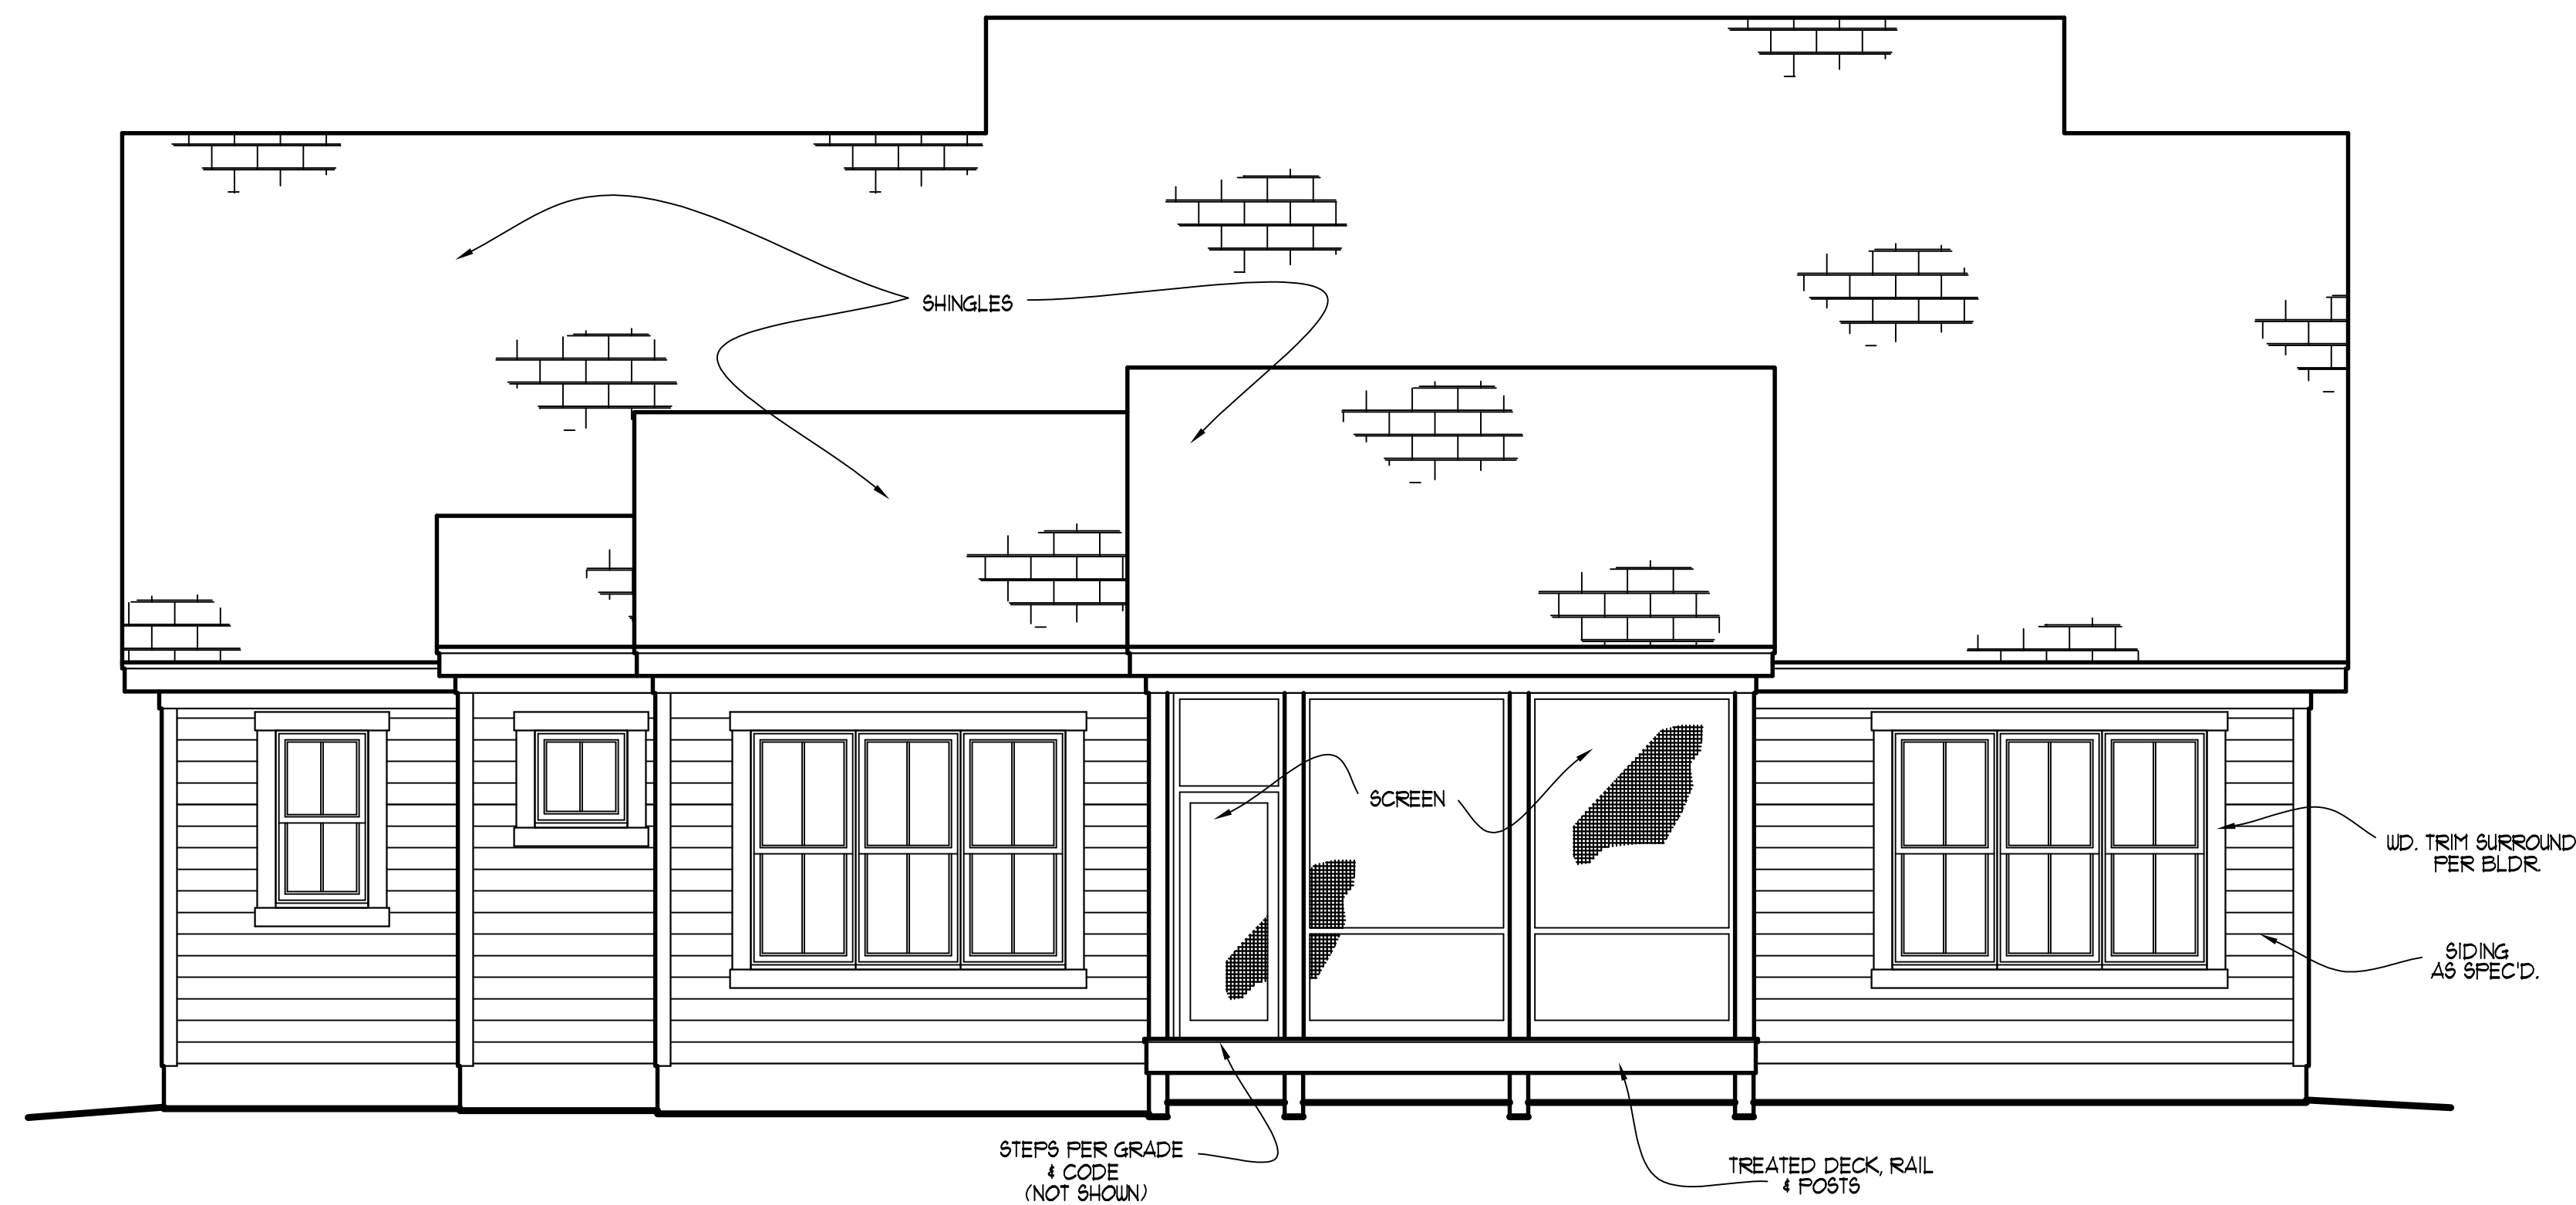 SHINGLES
SCREEN
WD. TRIM SURROUND
PER BLDR.
SIDING
AS SPEC'D.
STEPS PER GRADE
& CODE
(NOT SHOWN)
TREATED DECK, RAIL
& POSTS